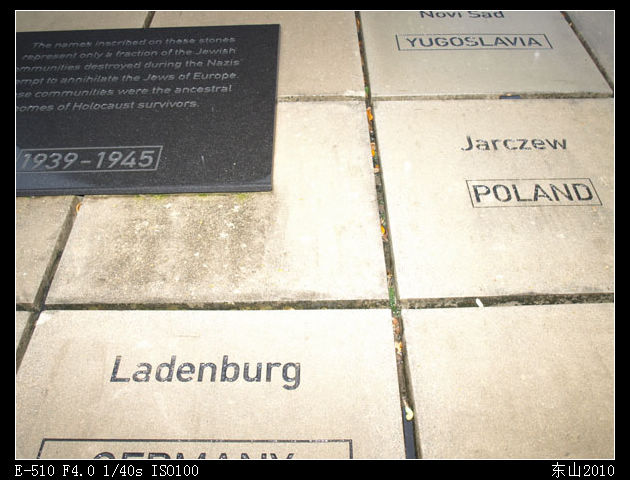 The names inscribed on these stones
represent only a fraction of the Jewish
communities destroyed during the Nazis'
to annihilate the Jews of Europe.
communities were the ancestral
homes of Holocaust survivors.
1939-1945
Novi Sad
YUGOSLAVIA
Jarczew
POLAND
Ladenburg
GERMANY
E-510 F4.0 1/40s ISO100
东山2010